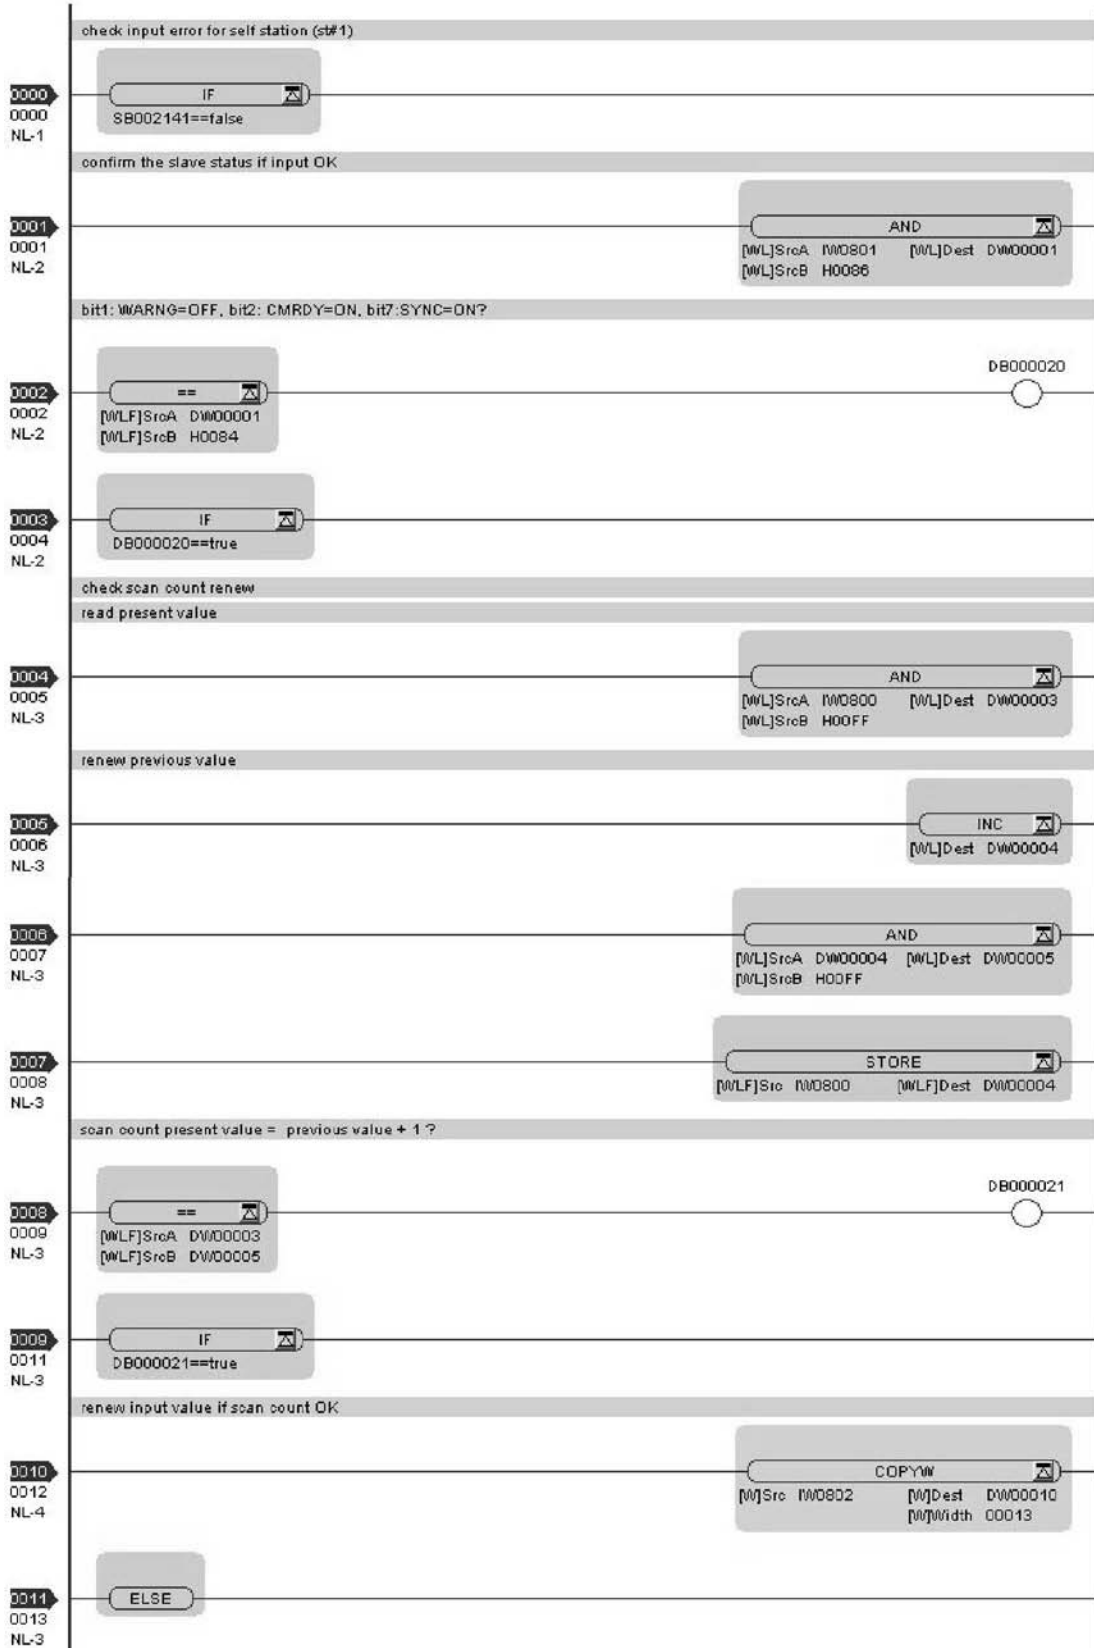 check input error for self station (st#1)
0000
0000
NL-1
IF
SB002141==false
confirm the slave status if input OK
0001
0001
NL-2
AND
[WL]SrcA IW0801 [WL]Dest DW00001
[WL]SrcB H0086
bit1: WARNG=OFF, bit2: CMRDY=ON, bit7:SYNC=ON?
DB000020
0002
0002
NL-2
==
[WLF]SrcA DW00001
[WLF]SrcB H0084
0003
0004
NL-2
IF
DB000020==true
check scan count renew
read present value
0004
0005
NL-3
AND
[WL]SrcA IW0800 [WL]Dest DW00003
[WL]SrcB H00FF
renew previous value
0005
0006
NL-3
INC
[WL]Dest DW00004
0006
0007
NL-3
AND
[WL]SrcA DW00004 [WL]Dest DW00005
[WL]SrcB H00FF
0007
0008
NL-3
STORE
[WLF]Src IW0800 [WLF]Dest DW00004
scan count present value = previous value + 1 ?
DB000021
0008
0009
NL-3
==
[WLF]SrcA DW00003
[WLF]SrcB DW00005
0009
0011
NL-3
IF
DB000021==true
renew input value if scan count OK
0010
0012
NL-4
COPYW
[W]Src IW0802 [W]Dest DW00010
[W]Width 00013
0011
0013
NL-3
ELSE